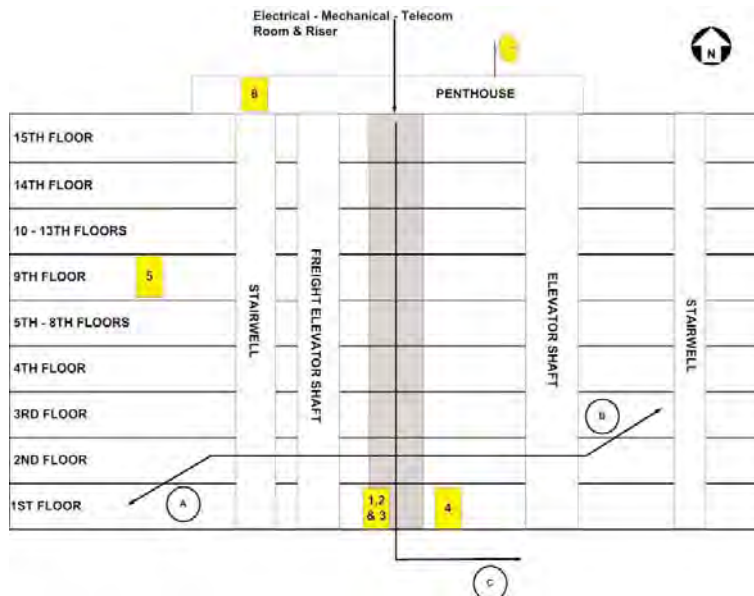 Electrical - Mechanical - Telecom
Room & Riser
N
6
PENTHOUSE
15TH FLOOR
14TH FLOOR
10 - 13TH FLOORS
9TH FLOOR
5
5TH - 8TH FLOORS
4TH FLOOR
3RD FLOOR
2ND FLOOR
1ST FLOOR
STAIRWELL
FREIGHT ELEVATOR SHAFT
ELEVATOR SHAFT
STAIRWELL
B
A
1,2
& 3
4
C